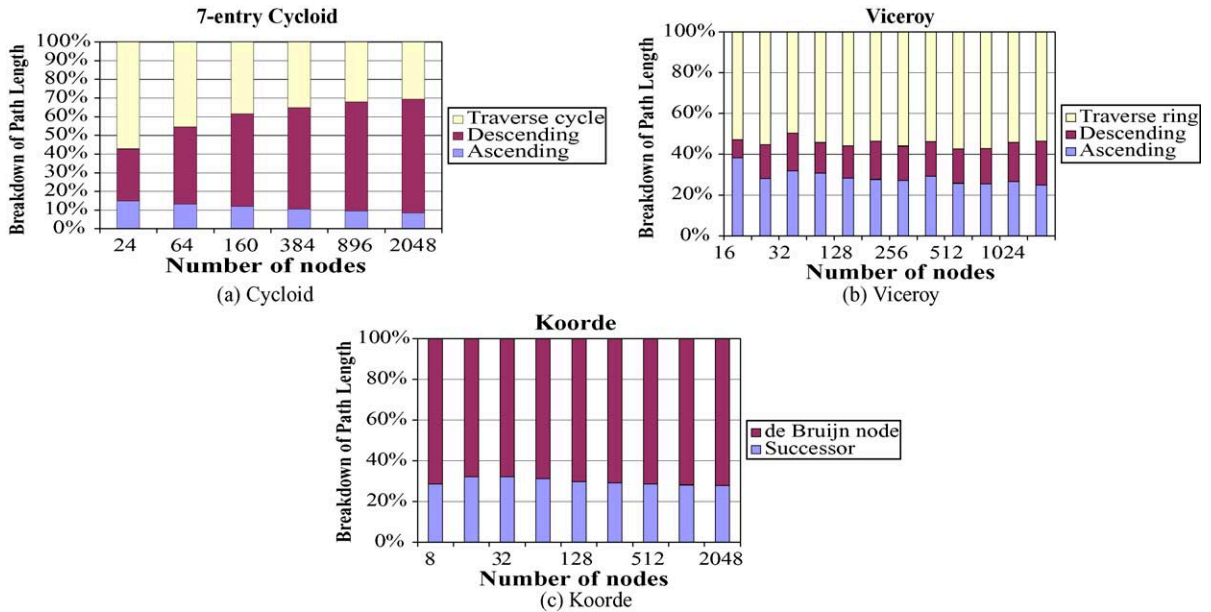 7-entry Cycloid
100%
90%
80%
70%
60%
50%
40%
30%
20%
10%
0%
Breakdown of Path Length
24 64 160 384 896 2048
Number of nodes
Traverse cycle
Descending
Ascending
(a) Cycloid
Viceroy
100%
80%
60%
40%
20%
0%
Breakdown of Path Length
16 32 128 256 512 1024
Number of nodes
Traverse ring
Descending
Ascending
(b) Viceroy
Koorde
100%
80%
60%
40%
20%
0%
Breakdown of Path Length
8 32 128 512 2048
Number of nodes
de Bruijn node
Successor
(c) Koorde